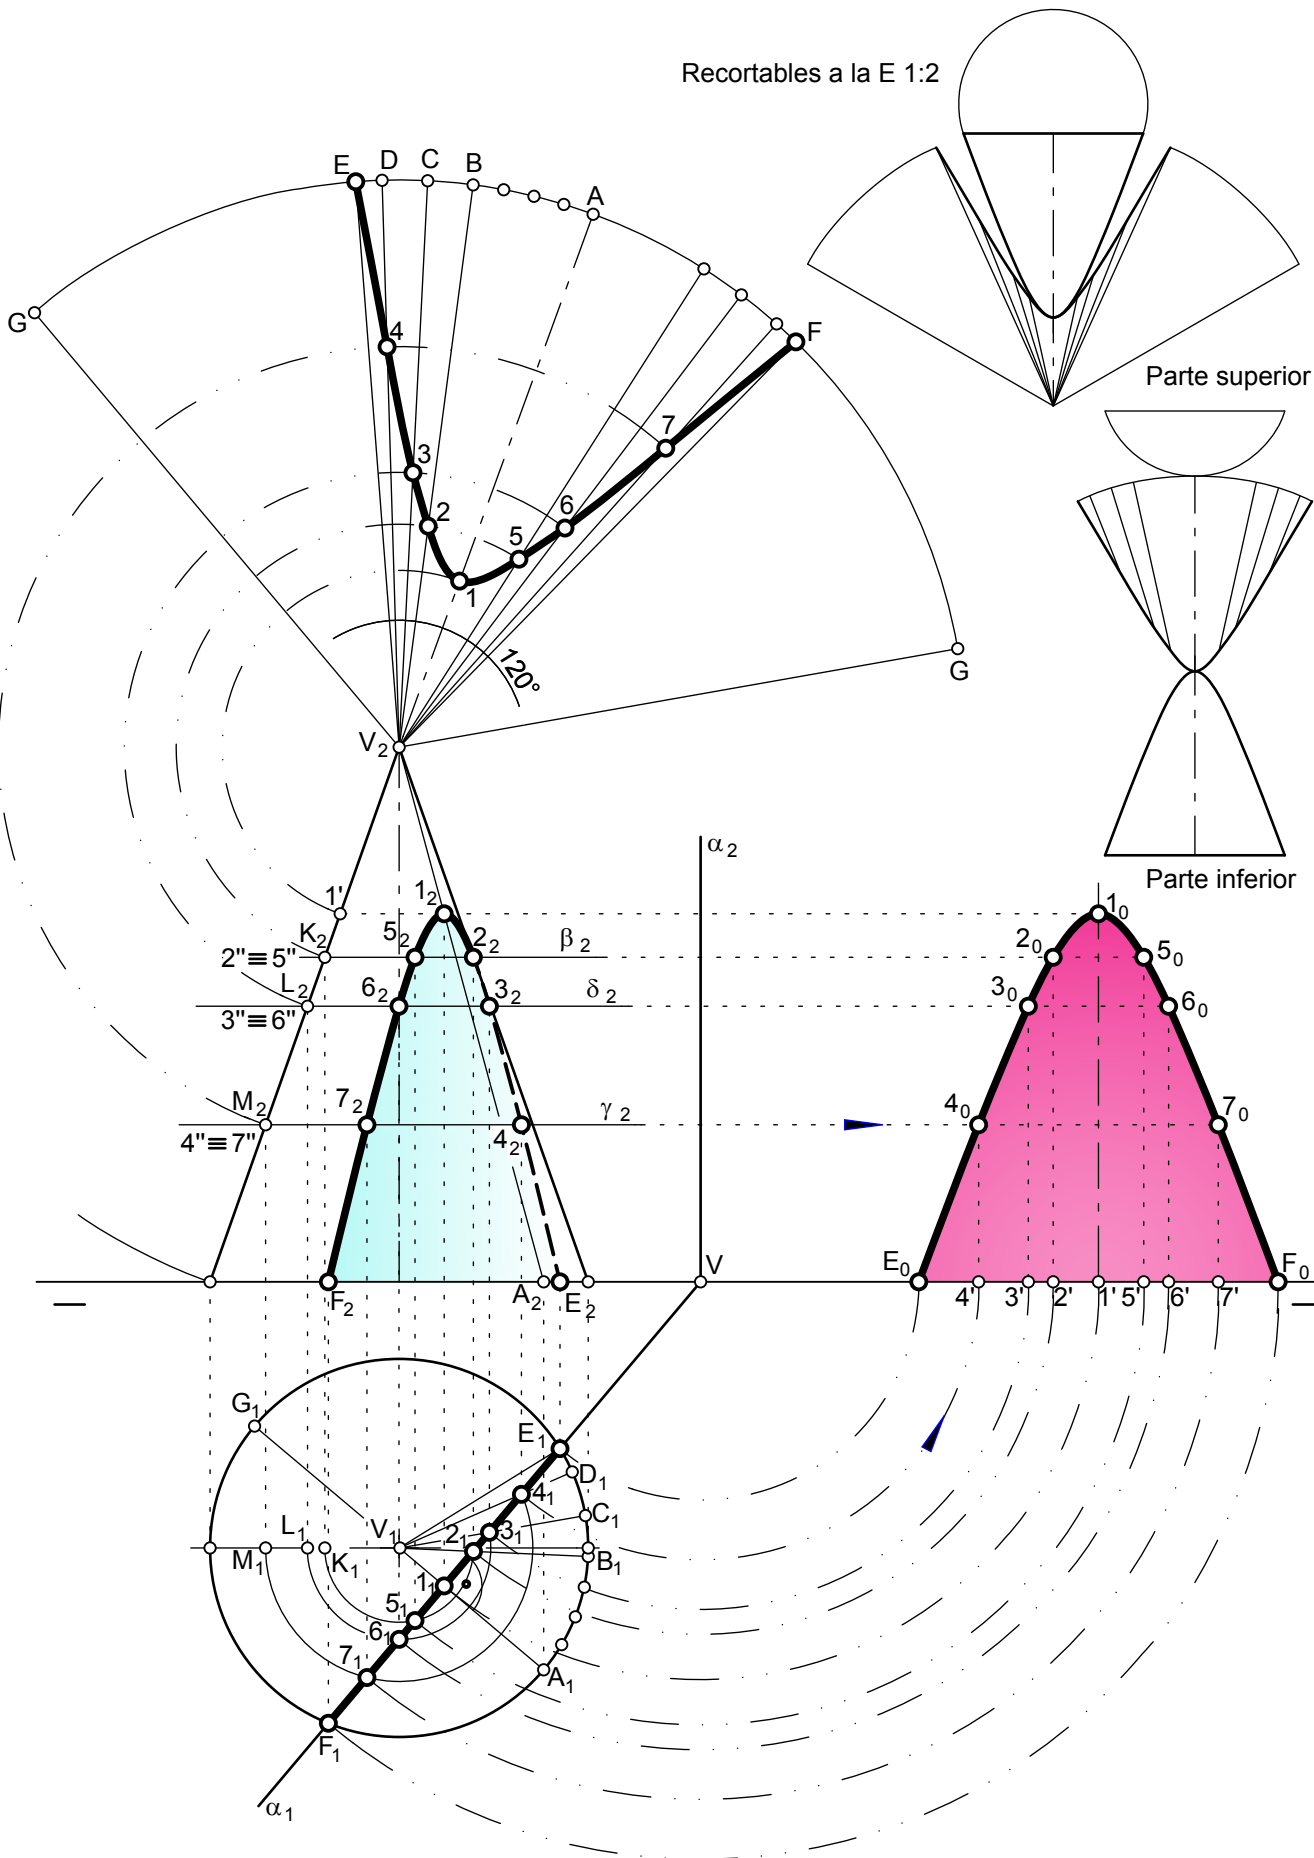 Recortables a la E 1:2
E D C B A
G
4
F
Parte superior
7
3
6
2
5
1
120°
G
V₂
α₂
Parte inferior
1' 1₂ 1₀
K₂ 5₂ 2₂ β₂ 2₀ 5₀
2"≡5"
L₂ 6₂ 3₂ δ₂ 3₀ 6₀
3"≡6"
M₂ 7₂ 4₂ γ₂ 4₀ 7₀
4"≡7"
V E₀ F₀
F₂ A₂ E₂ 4' 3' 2' 1' 5' 6' 7'
G₁
E₁
D₁
4₁
C₁
L₁ V₁ 2₁ 3₁
M₁ K₁ B₁
1₁
5₁
6₁
7₁ A₁
F₁
α₁